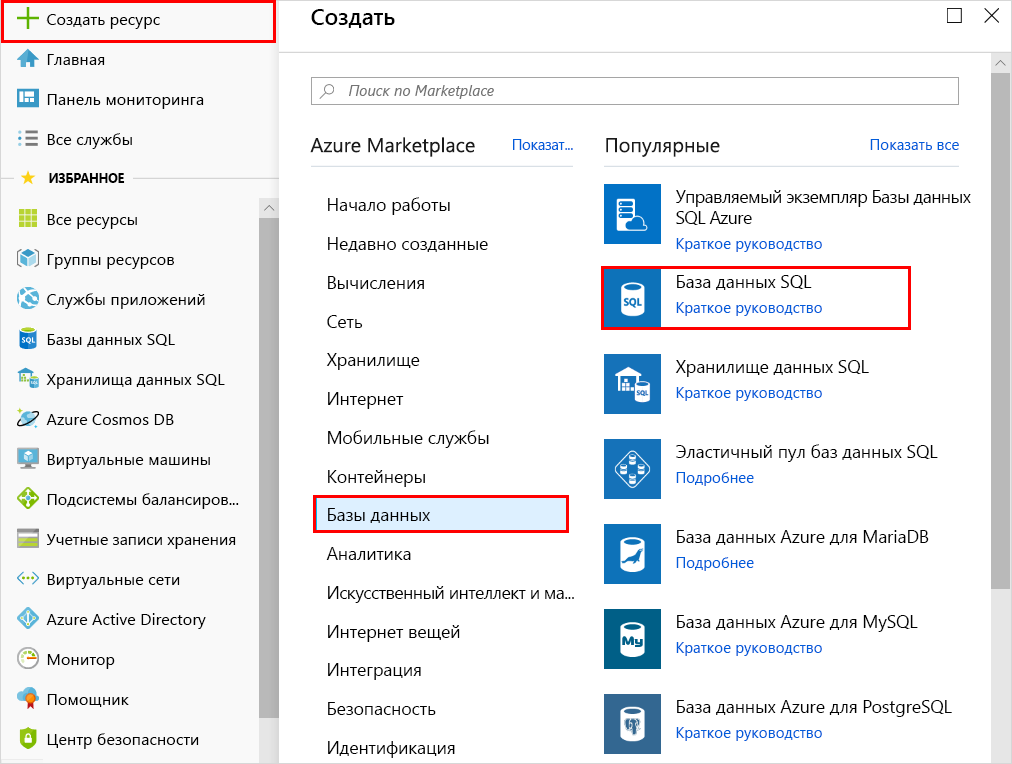 Создать ресурс
Главная
Панель мониторинга
Все службы
ИЗБРАННОЕ
Все ресурсы
Группы ресурсов
Службы приложений
SQL
Базы данных SQL
SQL
Хранилища данных SQL
Azure Cosmos DB
Виртуальные машины
Подсистемы балансиров...
Учетные записи хранения
Виртуальные сети
Azure Active Directory
Монитор
Помощник
Центр безопасности
Создать
Поиск по Marketplace
Azure Marketplace
Показат...
Начало работы
Недавно созданные
Вычисления
Сеть
Хранилище
Интернет
Мобильные службы
Контейнеры
Базы данных
Аналитика
Искусственный интеллект и ма...
Интернет вещей
Интеграция
Безопасность
Идентификация
Популярные
Показать все
Управляемый экземпляр Базы данных
SQL Azure
Краткое руководство
SQL
База данных SQL
Краткое руководство
SQL
Хранилище данных SQL
Краткое руководство
Эластичный пул баз данных SQL
Подробнее
База данных Azure для MariaDB
Подробнее
My
База данных Azure для MySQL
Краткое руководство
База данных Azure для PostgreSQL
Краткое руководство